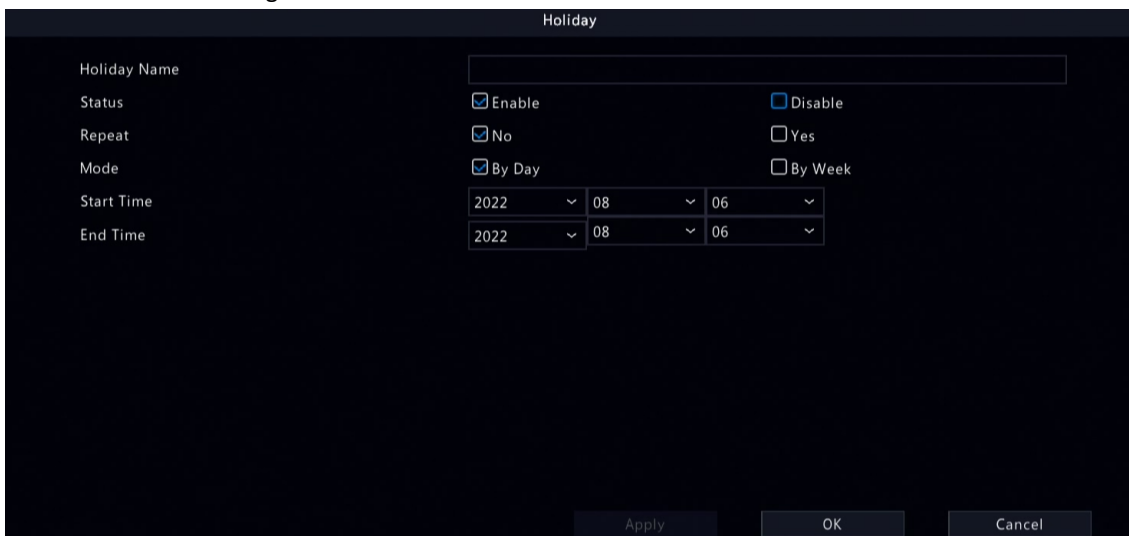 Holiday
Holiday Name
Status Enable Disable
Repeat No Yes
Mode By Day By Week
Start Time 2022 08 06
End Time 2022 08 06
Apply OK Cancel